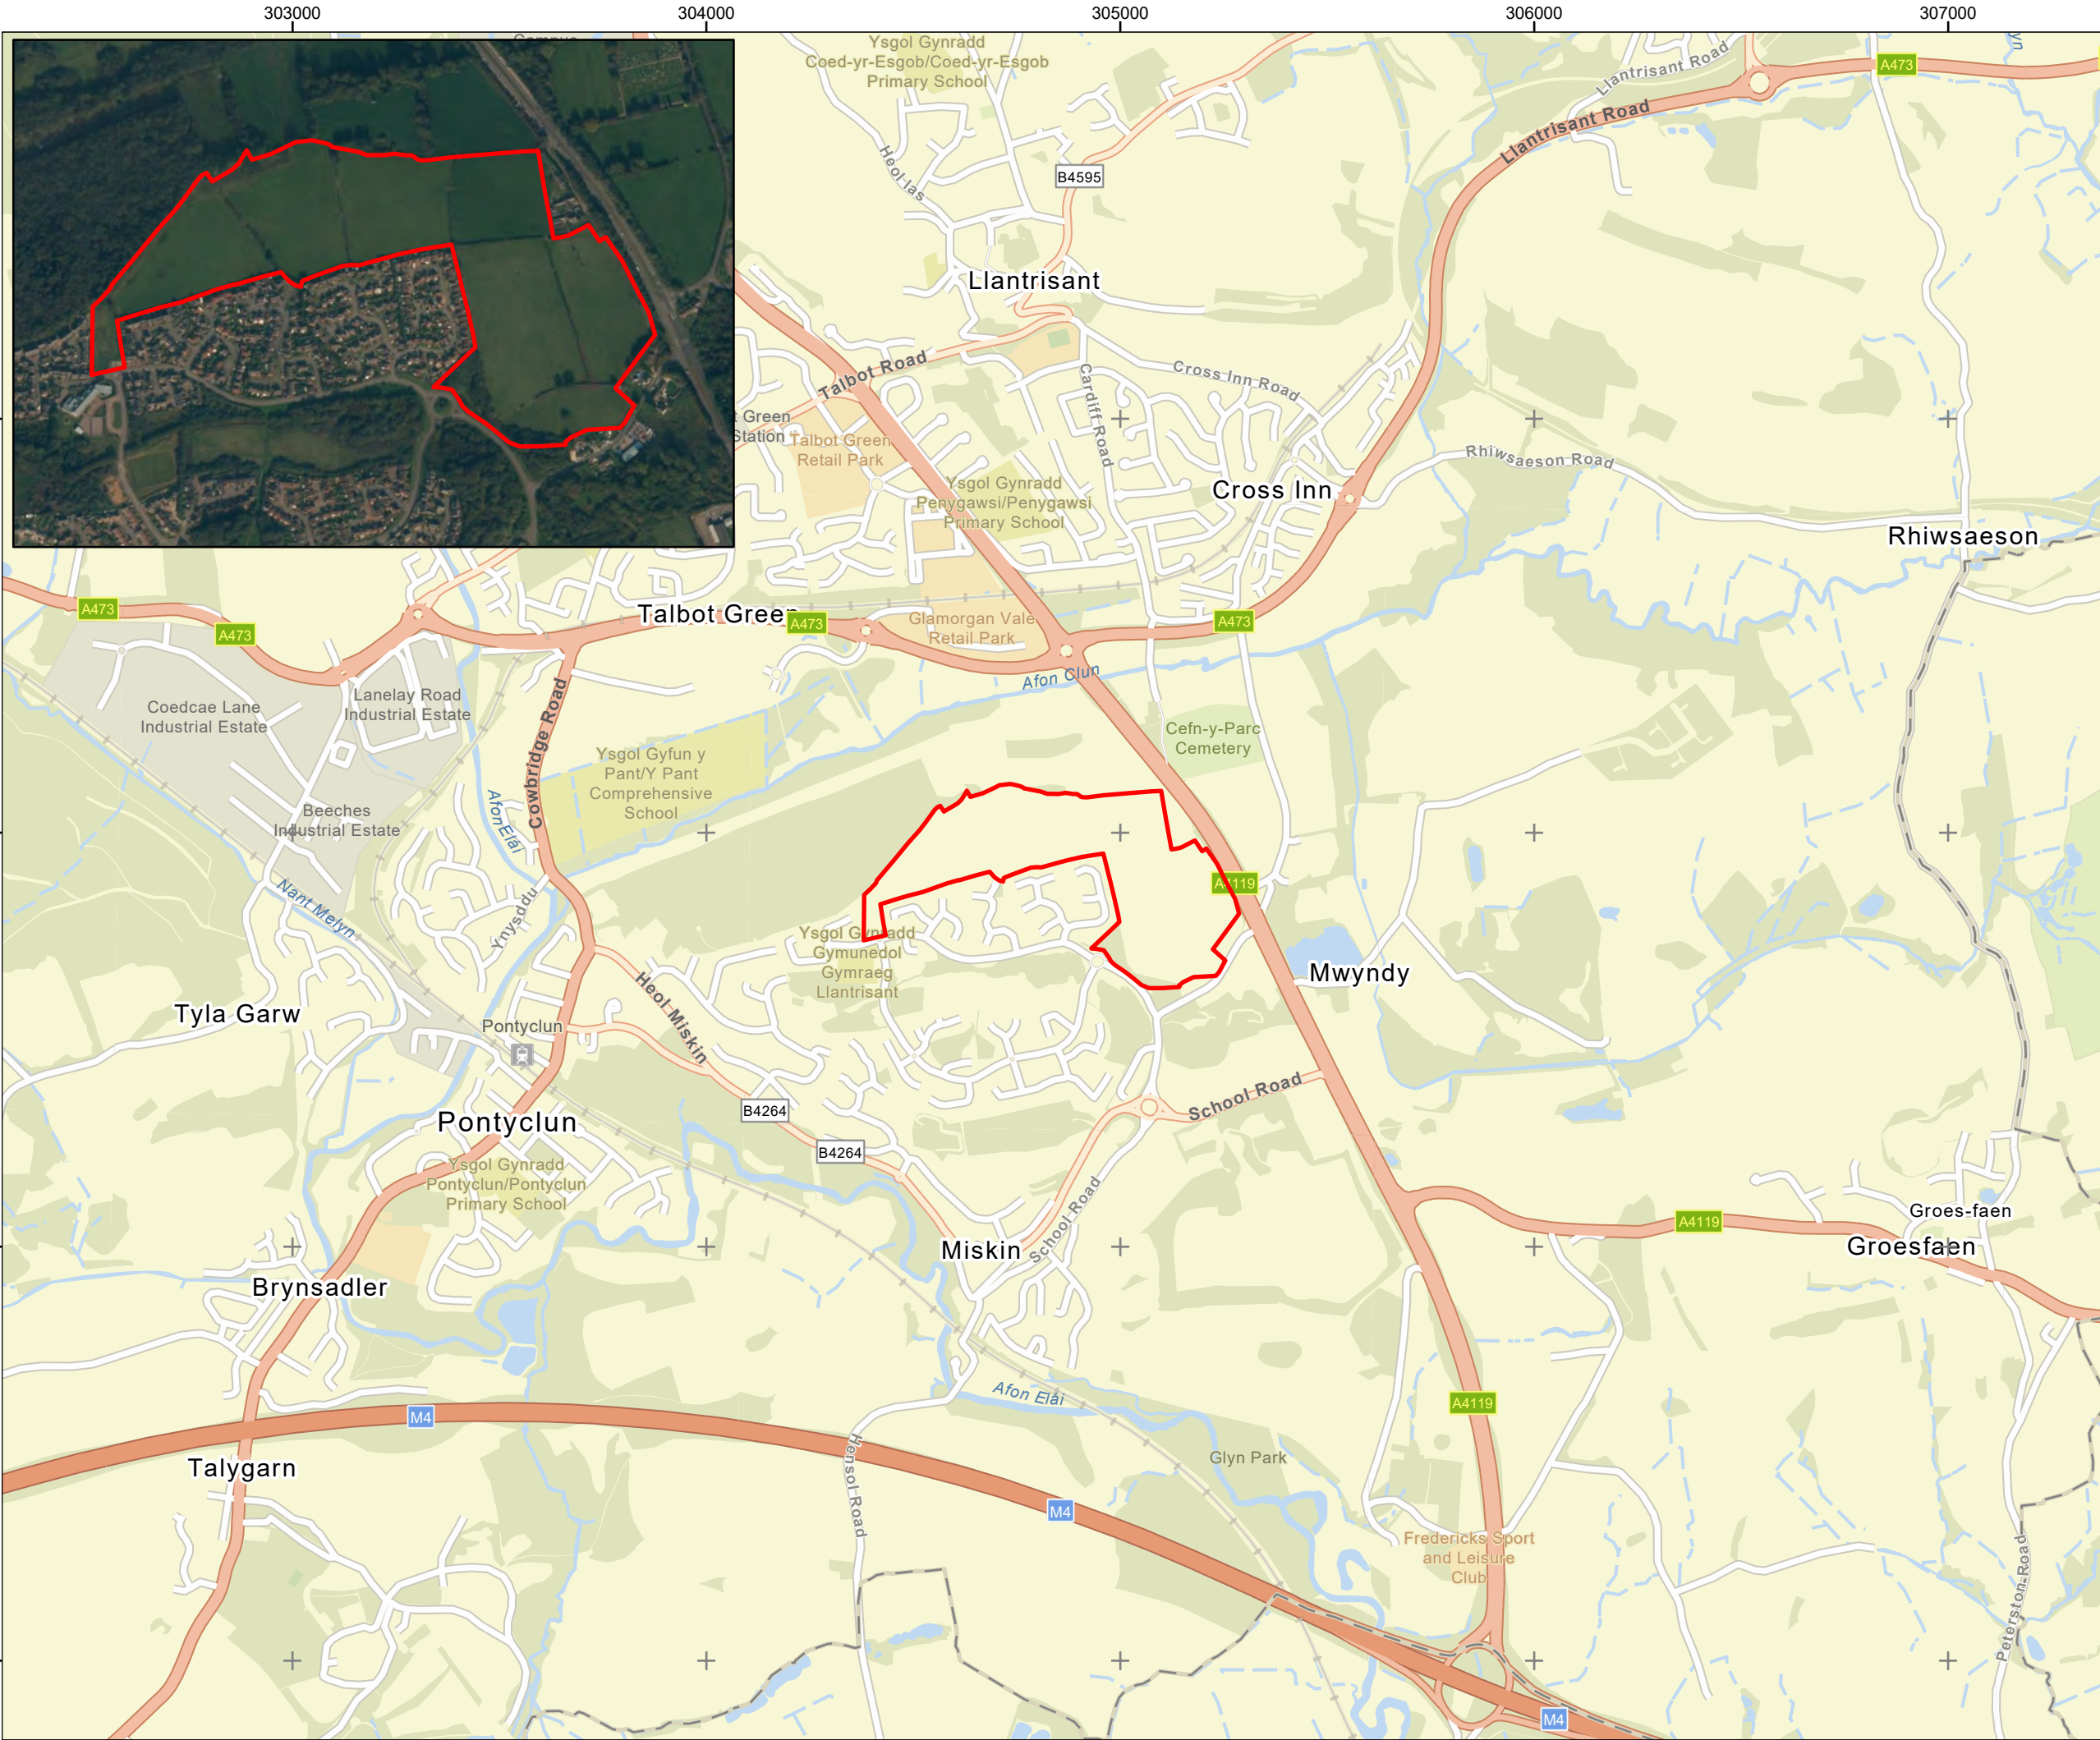 303000
304000
305000
306000
307000
Ysgol Gynradd
Coed-yr-Esgob/Coed-yr-Esgob
Primary School
Llantrisant Road
A473
Llantrisant Road
Heol las
B4595
Llantrisant
Talbot Road
Cross Inn Road
Cardiff Road
t Green
Station
Talbot Green
Retail Park
Rhiwsaeson Road
Ysgol Gynradd
Penygawsi/Penygawsi
Primary School
Cross Inn
Rhiwsaeson
A473
A473
Talbot Green
A473
Glamorgan Vale
Retail Park
A473
Afon Clun
Coedcae Lane
Industrial Estate
Lanelay Road
Industrial Estate
Cowbridge Road
Ysgol Gyfun y
Pant/Y Pant
Comprehensive
School
Cefn-y-Parc
Cemetery
Beeches
Industrial Estate
Afon Elái
A4119
Nant Melyn
Ynysddu
Ysgol Gynradd
Gymunedol
Gymraeg
Llantrisant
Heol Miskin
Mwyndy
Tyla Garw
Pontyclun
School Road
B4264
Pontyclun
B4264
Ysgol Gynradd
Pontyclun/Pontyclun
Primary School
School Road
Miskin
A4119
Groes-faen
Groesfaen
Brynsadler
Afon Elái
A4119
M4
Talygarn
Hensol Road
Glyn Park
M4
Fredericks Sport
and Leisure
Club
Peterston-Road
M4